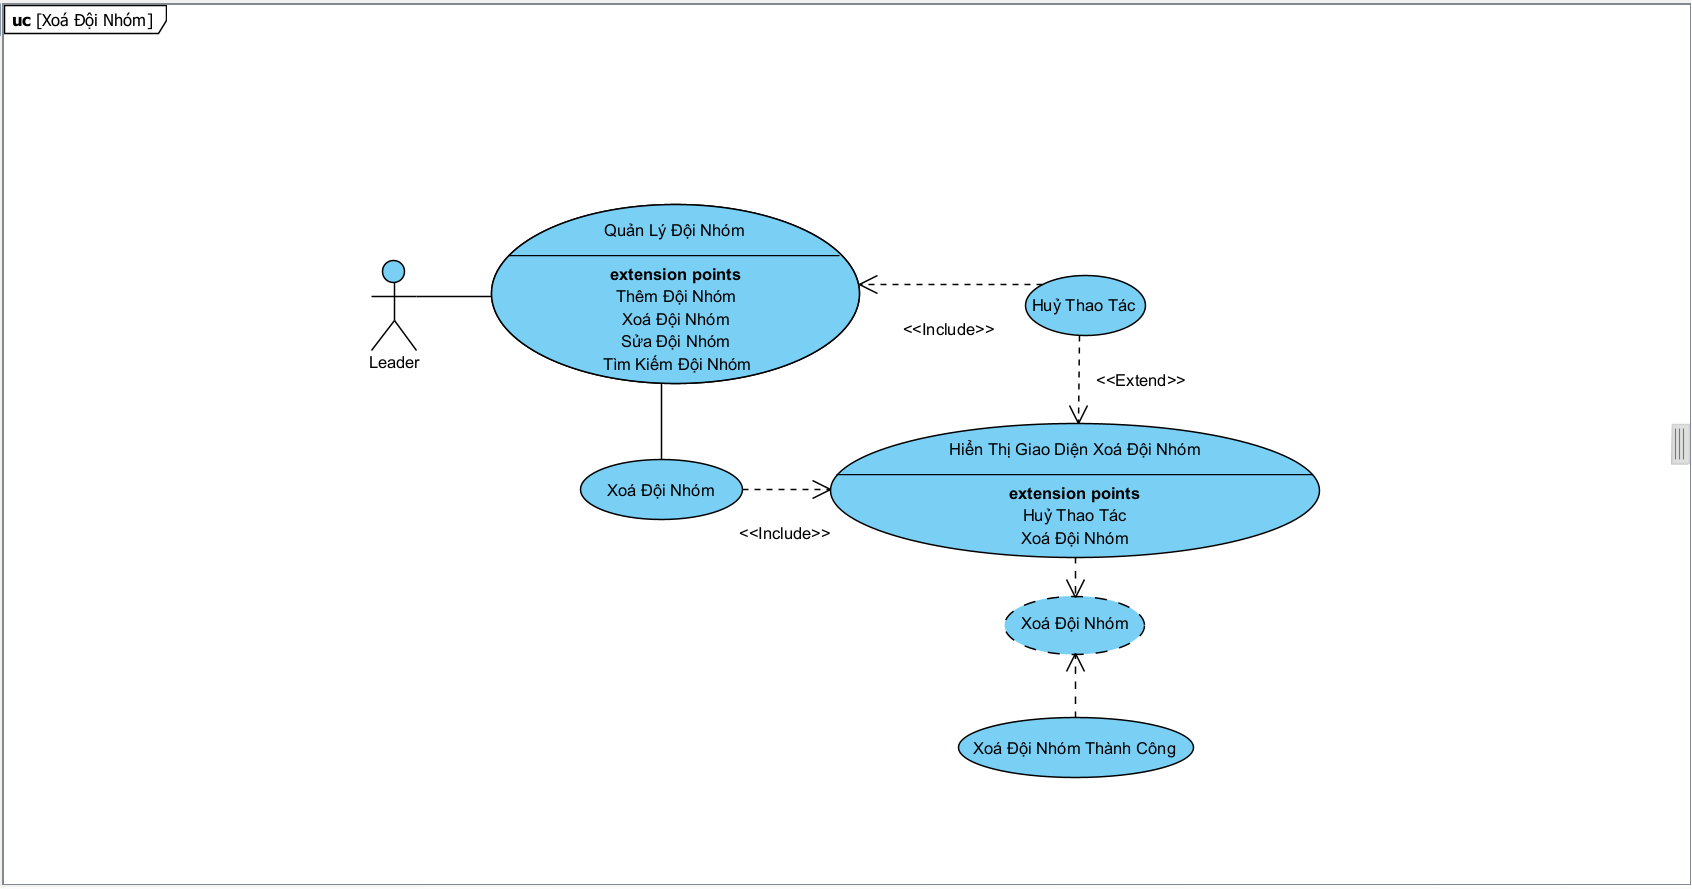 uc [Xoá Đội Nhóm]
Quản Lý Đội Nhóm
extension points
Thêm Đội Nhóm
Xoá Đội Nhóm
Sửa Đội Nhóm
Tìm Kiếm Đội Nhóm
Leader
Huỷ Thao Tác
<<Include>>
<<Extend>>
Hiển Thị Giao Diện Xoá Đội Nhóm
extension points
Huỷ Thao Tác
Xoá Đội Nhóm
Xoá Đội Nhóm
<<Include>>
Xoá Đội Nhóm
Xoá Đội Nhóm Thành Công